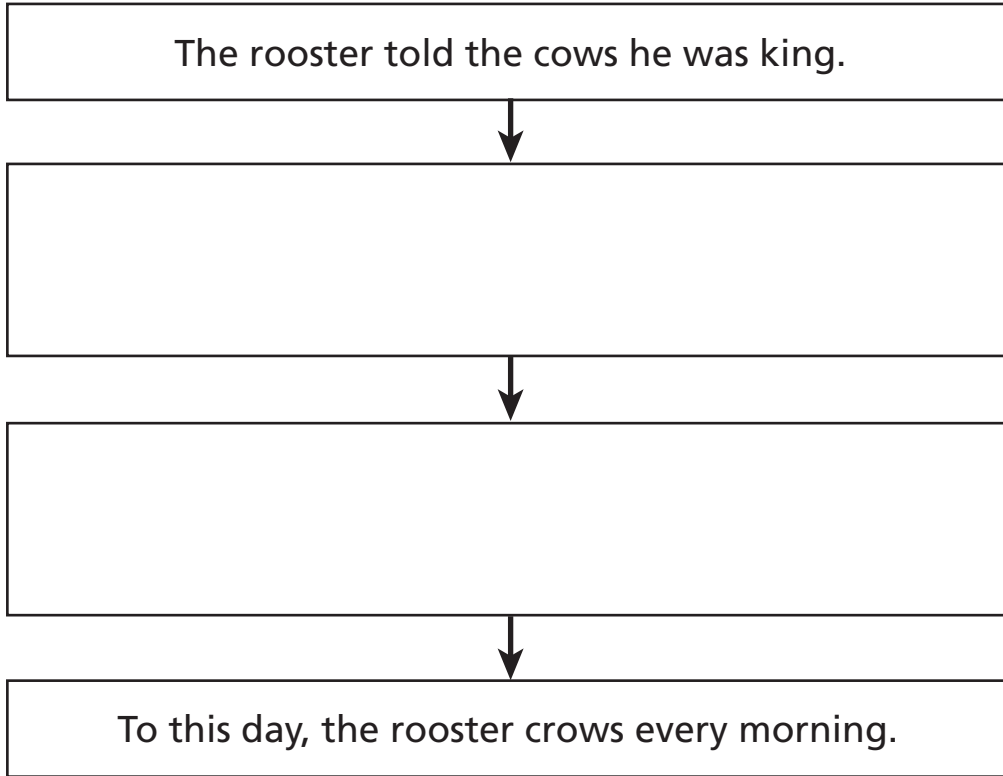 The rooster told the cows he was king.
To this day, the rooster crows every morning.